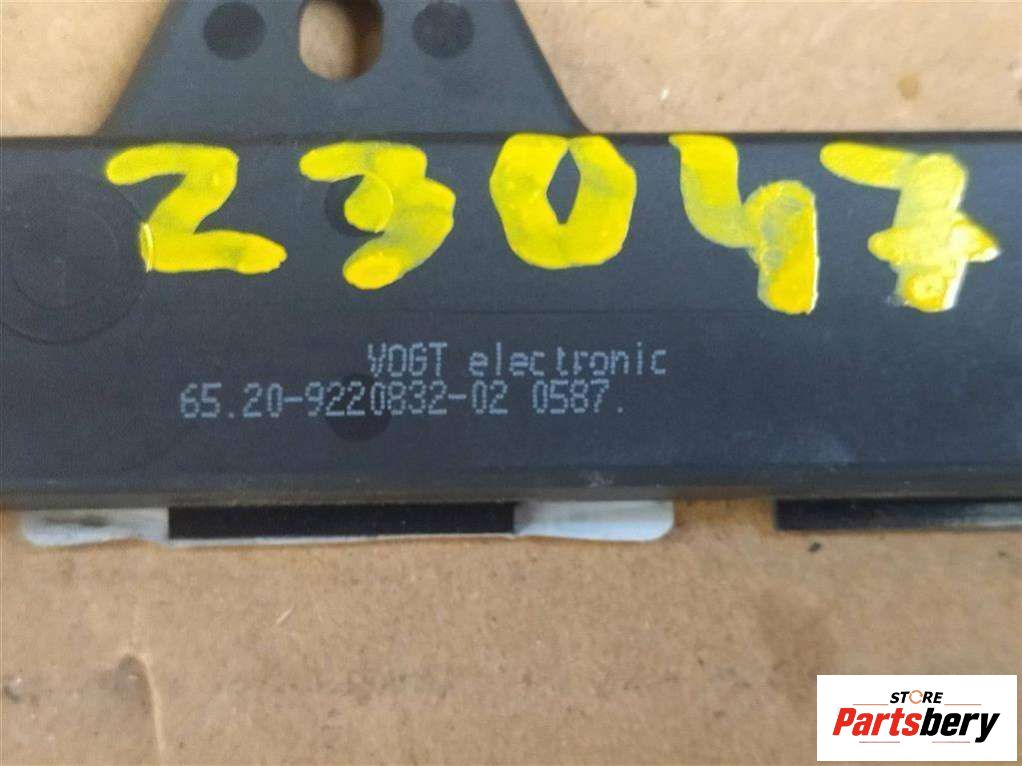 23047
VOGT electronic
65.20-9220832-02 0587.
STORE
Partsbery